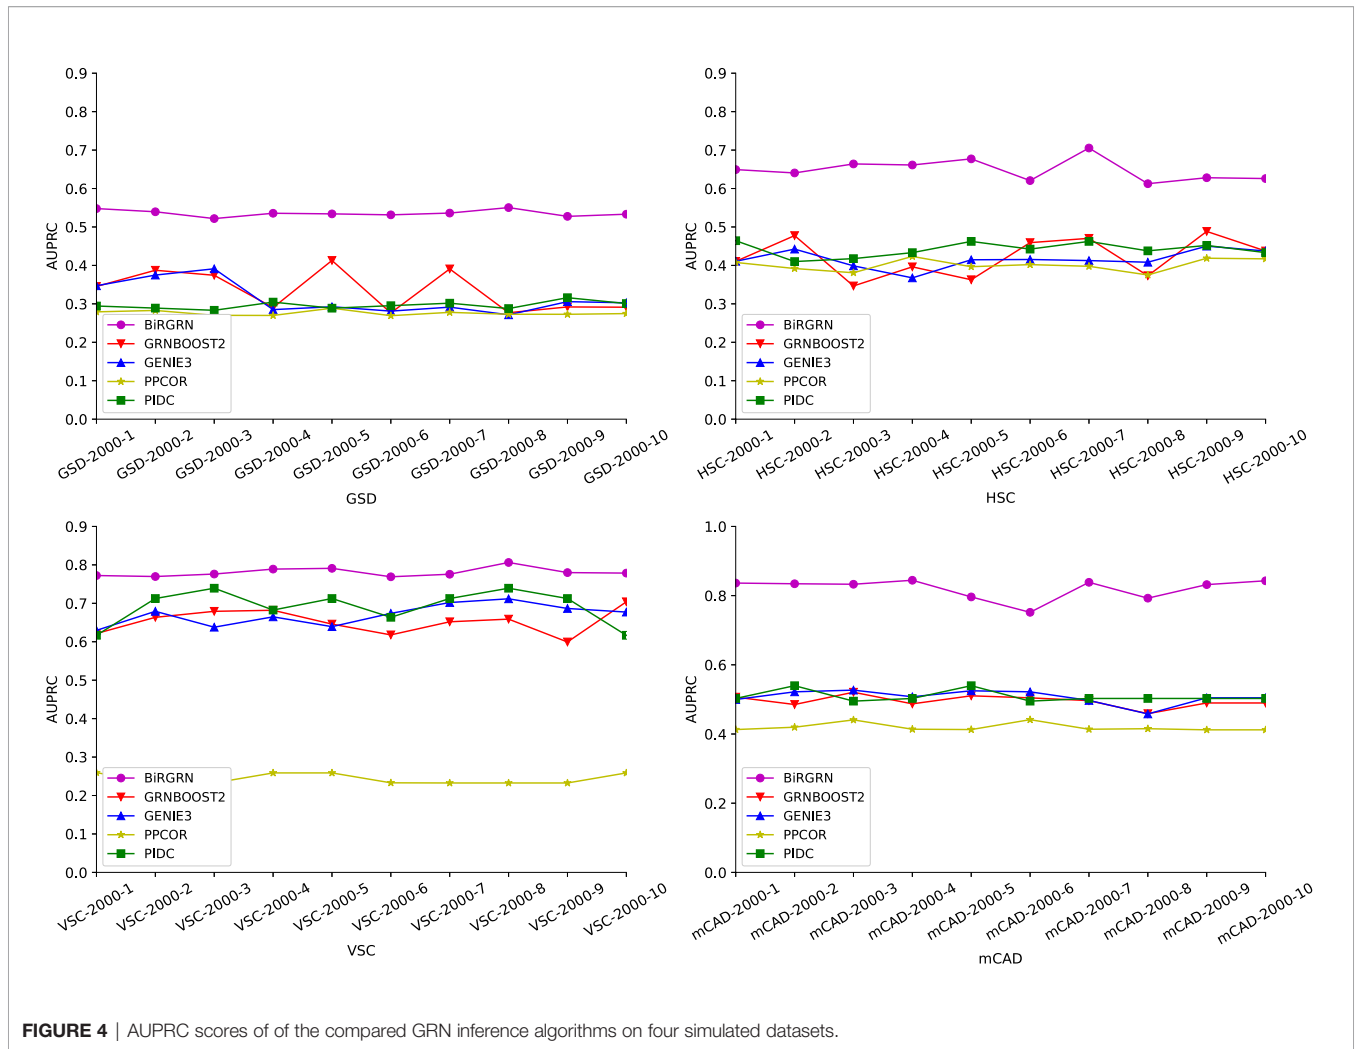 0.9
0.8
0.7
0.6
0.5
0.4
0.3
0.2
0.1
0.0
AUPRC
BiRGRN
GRNBOOST2
GENIE3
PPCOR
PIDC
GSD-2000-1
GSD-2000-2
GSD-2000-3
GSD-2000-4
GSD-2000-5
GSD-2000-6
GSD-2000-7
GSD-2000-8
GSD-2000-9
GSD-2000-10
GSD
0.9
0.8
0.7
0.6
0.5
0.4
0.3
0.2
0.1
0.0
AUPRC
BiRGRN
GRNBOOST2
GENIE3
PPCOR
PIDC
HSC-2000-1
HSC-2000-2
HSC-2000-3
HSC-2000-4
HSC-2000-5
HSC-2000-6
HSC-2000-7
HSC-2000-8
HSC-2000-9
HSC-2000-10
HSC
0.9
0.8
0.7
0.6
0.5
0.4
0.3
0.2
0.1
0.0
AUPRC
BiRGRN
GRNBOOST2
GENIE3
PPCOR
PIDC
VSC-2000-1
VSC-2000-2
VSC-2000-3
VSC-2000-4
VSC-2000-5
VSC-2000-6
VSC-2000-7
VSC-2000-8
VSC-2000-9
VSC-2000-10
VSC
1.0
0.8
0.6
0.4
0.2
0.0
AUPRC
BiRGRN
GRNBOOST2
GENIE3
PPCOR
PIDC
mCAD-2000-1
mCAD-2000-2
mCAD-2000-3
mCAD-2000-4
mCAD-2000-5
mCAD-2000-6
mCAD-2000-7
mCAD-2000-8
mCAD-2000-9
mCAD-2000-10
mCAD
FIGURE 4 | AUPRC scores of of the compared GRN inference algorithms on four simulated datasets.